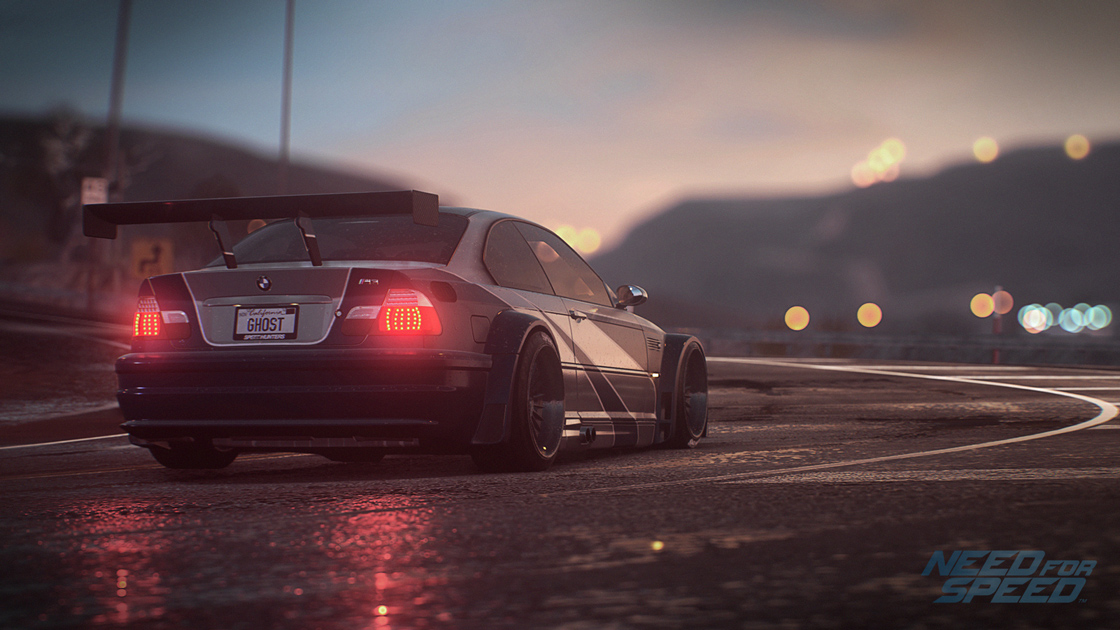 California
GHOST
SPEEDHUNTERS
NEED FOR
SPEED